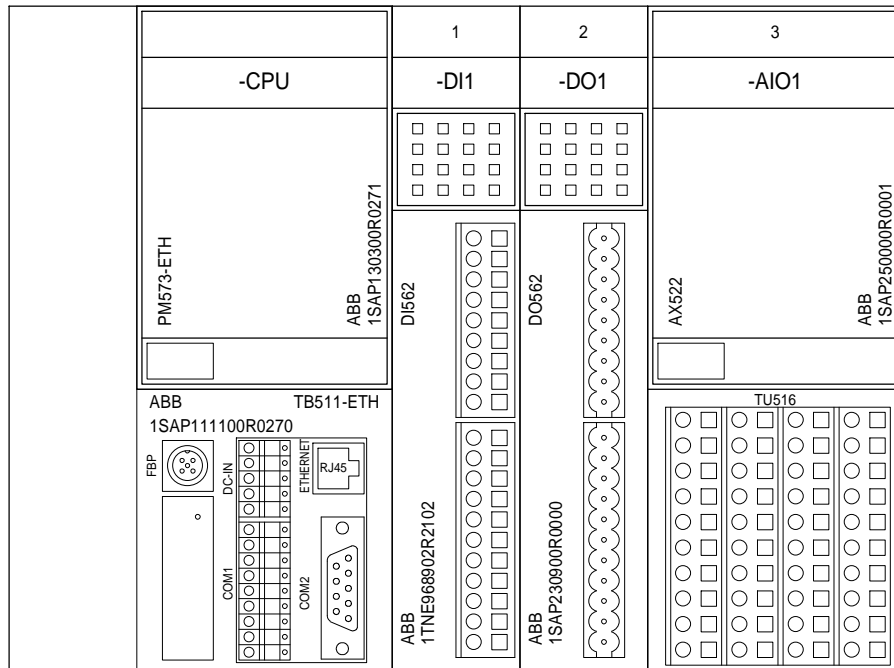 1
2
3
-CPU
-DI1
-DO1
-AIO1
PM573-ETH
ABB
1SAP130300R0271
DI562
DO562
AX522
ABB
1SAP250000R0001
ABB
TB511-ETH
1SAP111100R0270
FBP
DC-IN
ETHERNET
RJ45
COM1
COM2
ABB
1TNE968902R2102
ABB
1SAP230900R0000
TU516